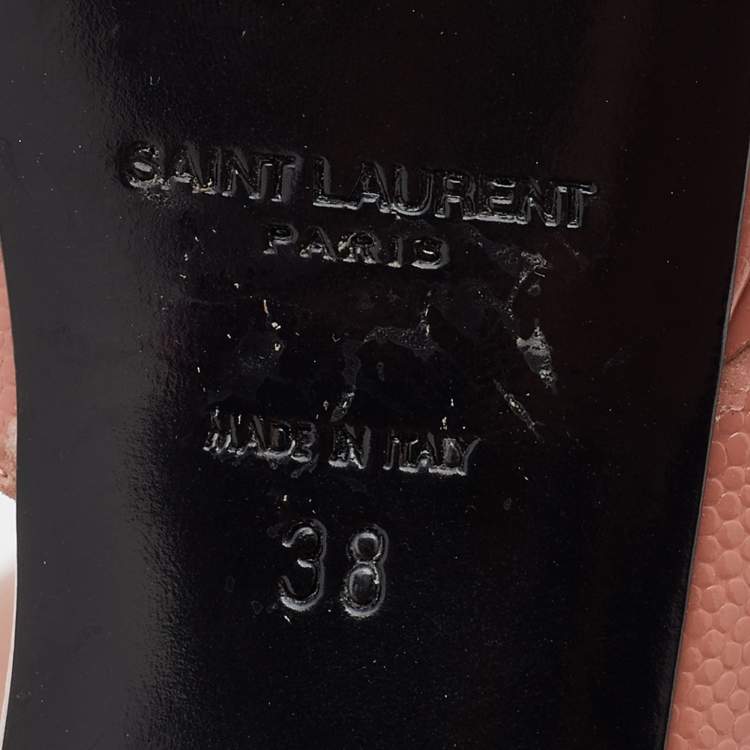 SAINT LAURENT
PARIS
MADE IN ITALY
38